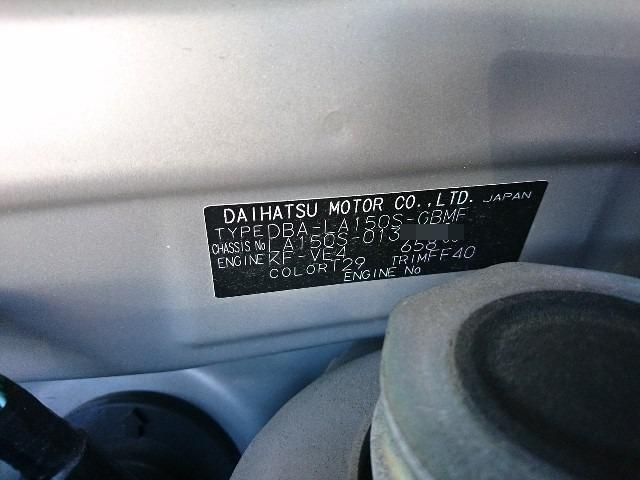 DAIHATSU MOTOR CO.,LTD. JAPAN
TYPE DBA-LA150S-GBMF
CHASSIS No LA150S-013
ENGINE KF-VE4 658 cc
COLOR T29 TRIM FF40
ENGINE No